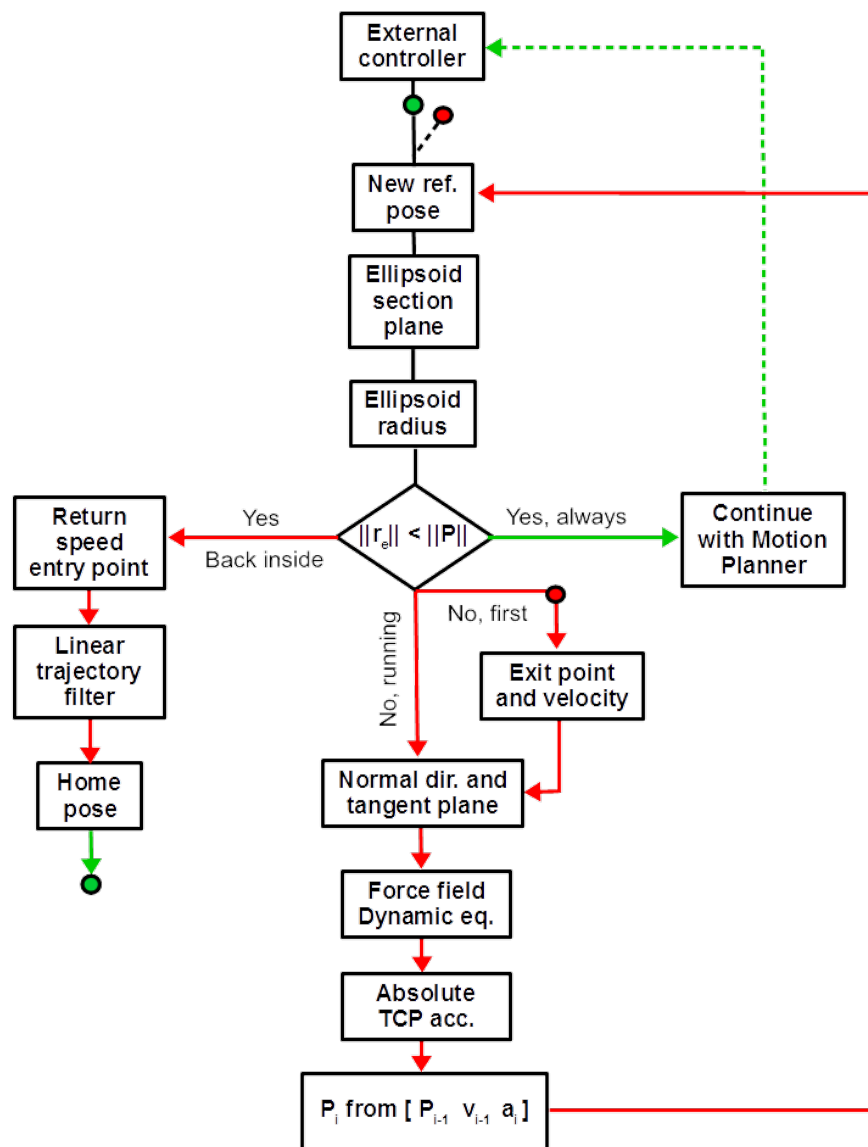 External
controller
New ref.
pose
Ellipsoid
section
plane
Ellipsoid
radius
||rₑ|| < ||P||
Yes
Back inside
Yes, always
Return
speed
entry point
Continue
with Motion
Planner
No, first
No, running
Linear
trajectory
filter
Exit point
and velocity
Home
pose
Normal dir. and
tangent plane
Force field
Dynamic eq.
Absolute
TCP acc.
Pᵢ from [ Pᵢ₋₁ vᵢ₋₁ aᵢ ]